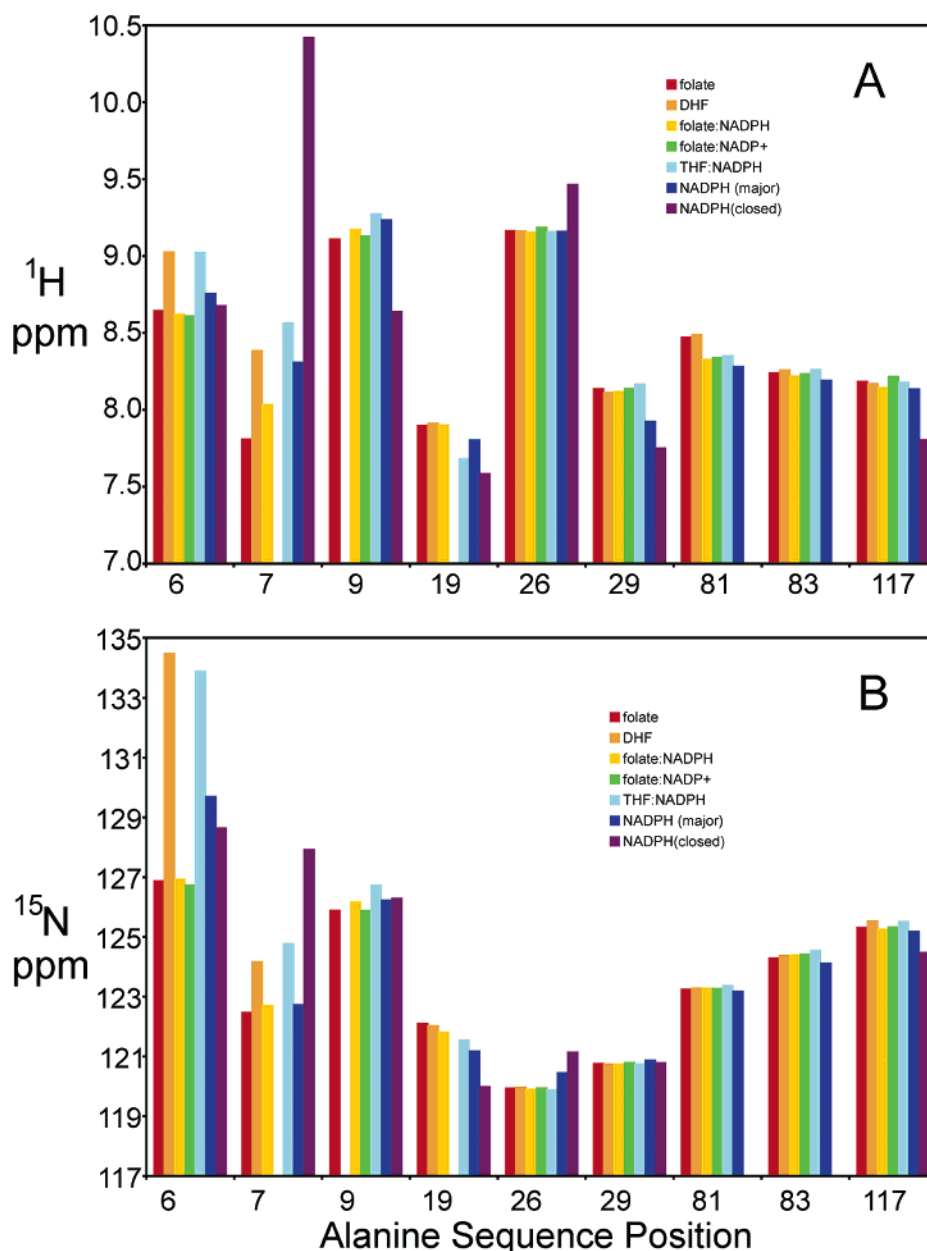 10.5
A
folate
DHF
folate:NADPH
folate:NADP+
THF:NADPH
NADPH (major)
NADPH(closed)
10.0
9.5
9.0
8.5
8.0
7.5
7.0
1H
ppm
6 7 9 19 26 29 81 83 117
135
B
folate
DHF
folate:NADPH
folate:NADP+
THF:NADPH
NADPH (major)
NADPH(closed)
133
131
129
127
125
123
121
119
117
15N
ppm
6 7 9 19 26 29 81 83 117
Alanine Sequence Position